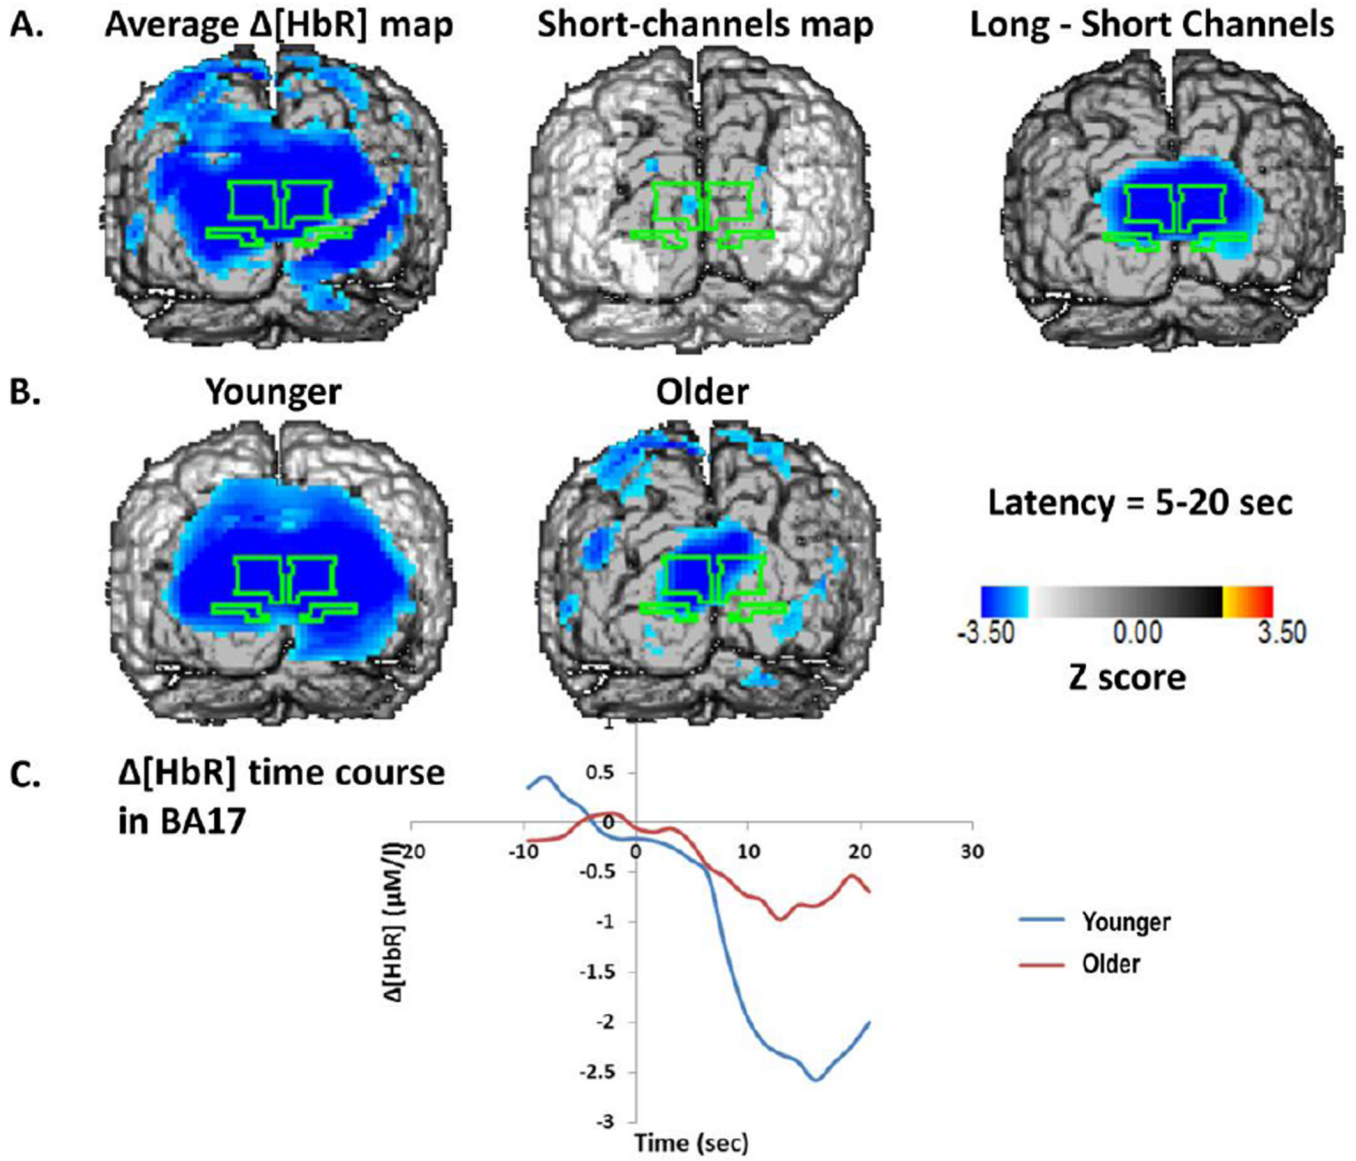 A.
Average Δ[HbR] map
Short-channels map
Long - Short Channels
B.
Younger
Older
Latency = 5-20 sec
-3.50 0.00 3.50
Z score
C.
Δ[HbR] time course
in BA17
1
0.5
0
20 -10 0 10 20 30
-0.5
-1
-1.5
-2
-2.5
-3
Δ[HbR] (μM/l)
Time (sec)
Younger
Older